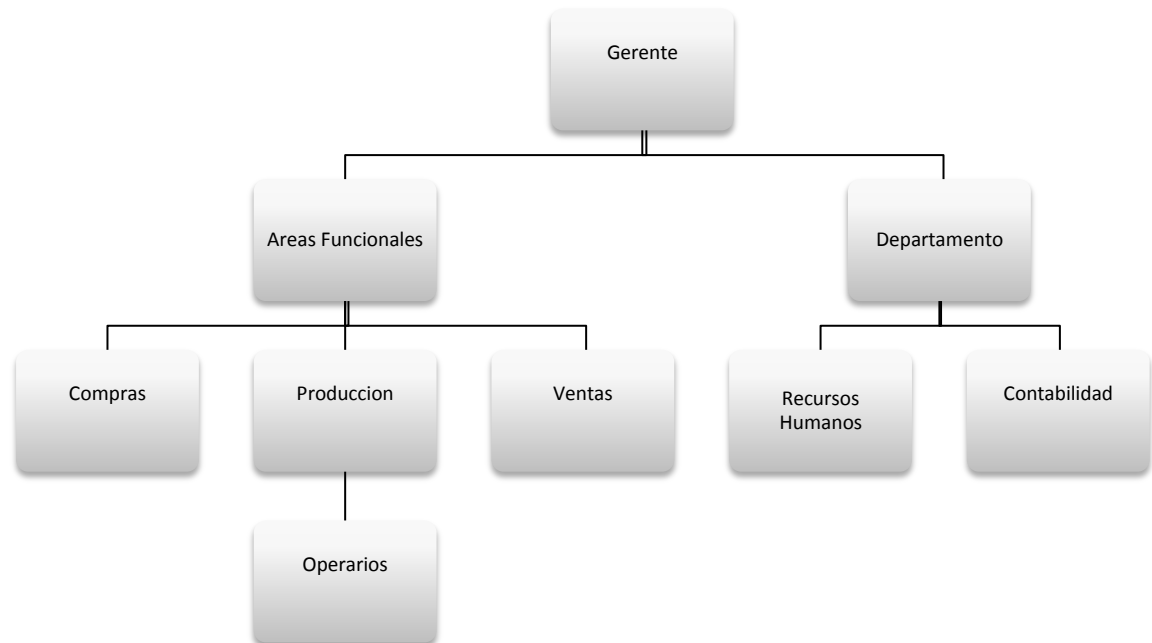 Gerente
Areas Funcionales
Departamento
Compras
Produccion
Ventas
Recursos
Humanos
Contabilidad
Operarios